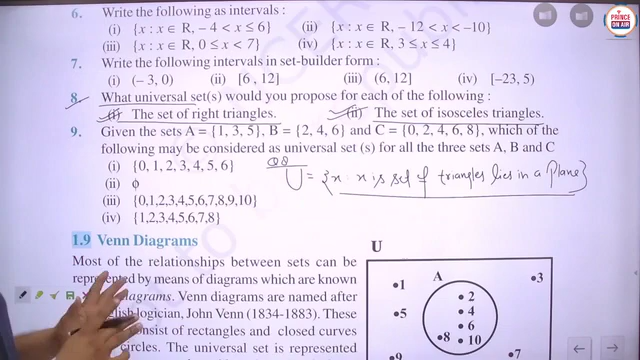 6. Write the following as intervals :
(i) {x : x ∈ R, – 4 < x ≤ 6} (ii) {x : x ∈ R, – 12 < x < –10}
(iii) {x : x ∈ R, 0 ≤ x < 7} (iv) {x : x ∈ R, 3 ≤ x ≤ 4}
7. Write the following intervals in set-builder form :
(i) (– 3, 0) (ii) [6 , 12] (iii) (6, 12] (iv) [–23, 5)
8. What universal set(s) would you propose for each of the following :
(i) The set of right triangles. (ii) The set of isosceles triangles.
9. Given the sets A = {1, 3, 5}, B = {2, 4, 6} and C = {0, 2, 4, 6, 8}, which of the
following may be considered as universal set (s) for all the three sets A, B and C
(i) {0, 1, 2, 3, 4, 5, 6}
(ii) ϕ
(iii) {0,1,2,3,4,5,6,7,8,9,10}
(iv) {1,2,3,4,5,6,7,8}
U = {x : x is set of triangles lies in a plane}
1.9 Venn Diagrams
Most of the relationships between sets can be
represented by means of diagrams which are known
diagrams. Venn diagrams are named after
logician, John Venn (1834-1883). These
consist of rectangles and closed curves
circles. The universal set is represented
U
A
1
3
5
2
4
6
8
10
7
9
PRINCE
ON AIR